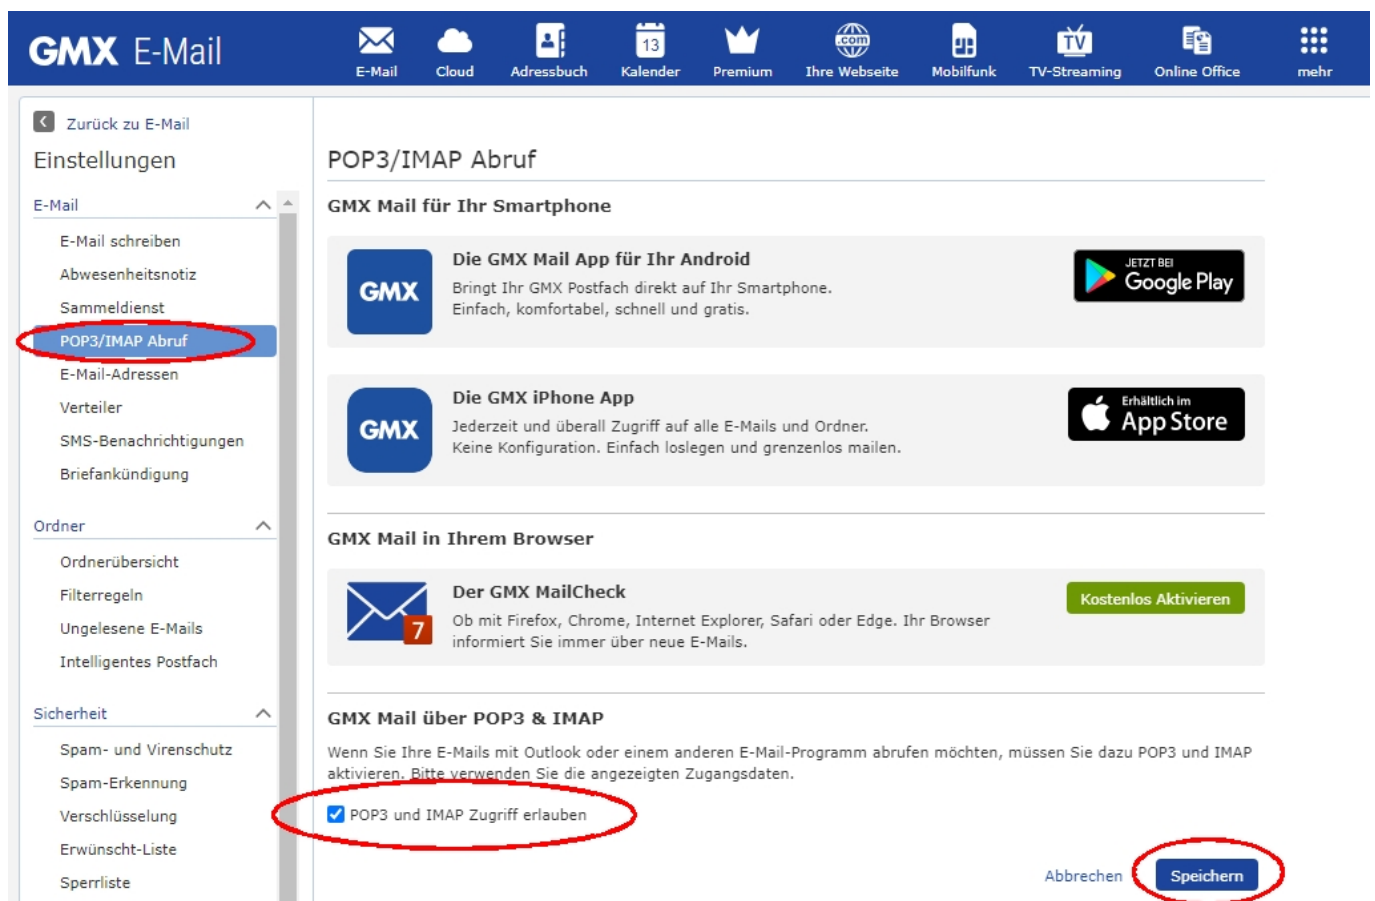 GMX E-Mail
E-Mail
Cloud
13
Adressbuch
Kalender
Premium
.com
Ihre Webseite
Mobilfunk
TV
TV-Streaming
Online Office
mehr
Zurück zu E-Mail
Einstellungen
E-Mail
E-Mail schreiben
Abwesenheitsnotiz
Sammeldienst
POP3/IMAP Abruf
E-Mail-Adressen
Verteiler
SMS-Benachrichtigungen
Briefankündigung
Ordner
Ordnerübersicht
Filterregeln
Ungelesene E-Mails
Intelligentes Postfach
Sicherheit
Spam- und Virenschutz
Spam-Erkennung
Verschlüsselung
Erwünscht-Liste
Sperrliste
POP3/IMAP Abruf
GMX Mail für Ihr Smartphone
GMX
Die GMX Mail App für Ihr Android
Bringt Ihr GMX Postfach direkt auf Ihr Smartphone.
Einfach, komfortabel, schnell und gratis.
JETZT BEI
Google Play
GMX
Die GMX iPhone App
Jederzeit und überall Zugriff auf alle E-Mails und Ordner.
Keine Konfiguration. Einfach loslegen und grenzenlos mailen.
Erhältlich im
App Store
GMX Mail in Ihrem Browser
7
Der GMX MailCheck
Ob mit Firefox, Chrome, Internet Explorer, Safari oder Edge. Ihr Browser
informiert Sie immer über neue E-Mails.
Kostenlos Aktivieren
GMX Mail über POP3 & IMAP
Wenn Sie Ihre E-Mails mit Outlook oder einem anderen E-Mail-Programm abrufen möchten, müssen Sie dazu POP3 und IMAP
aktivieren. Bitte verwenden Sie die angezeigten Zugangsdaten.
POP3 und IMAP Zugriff erlauben
Abbrechen
Speichern